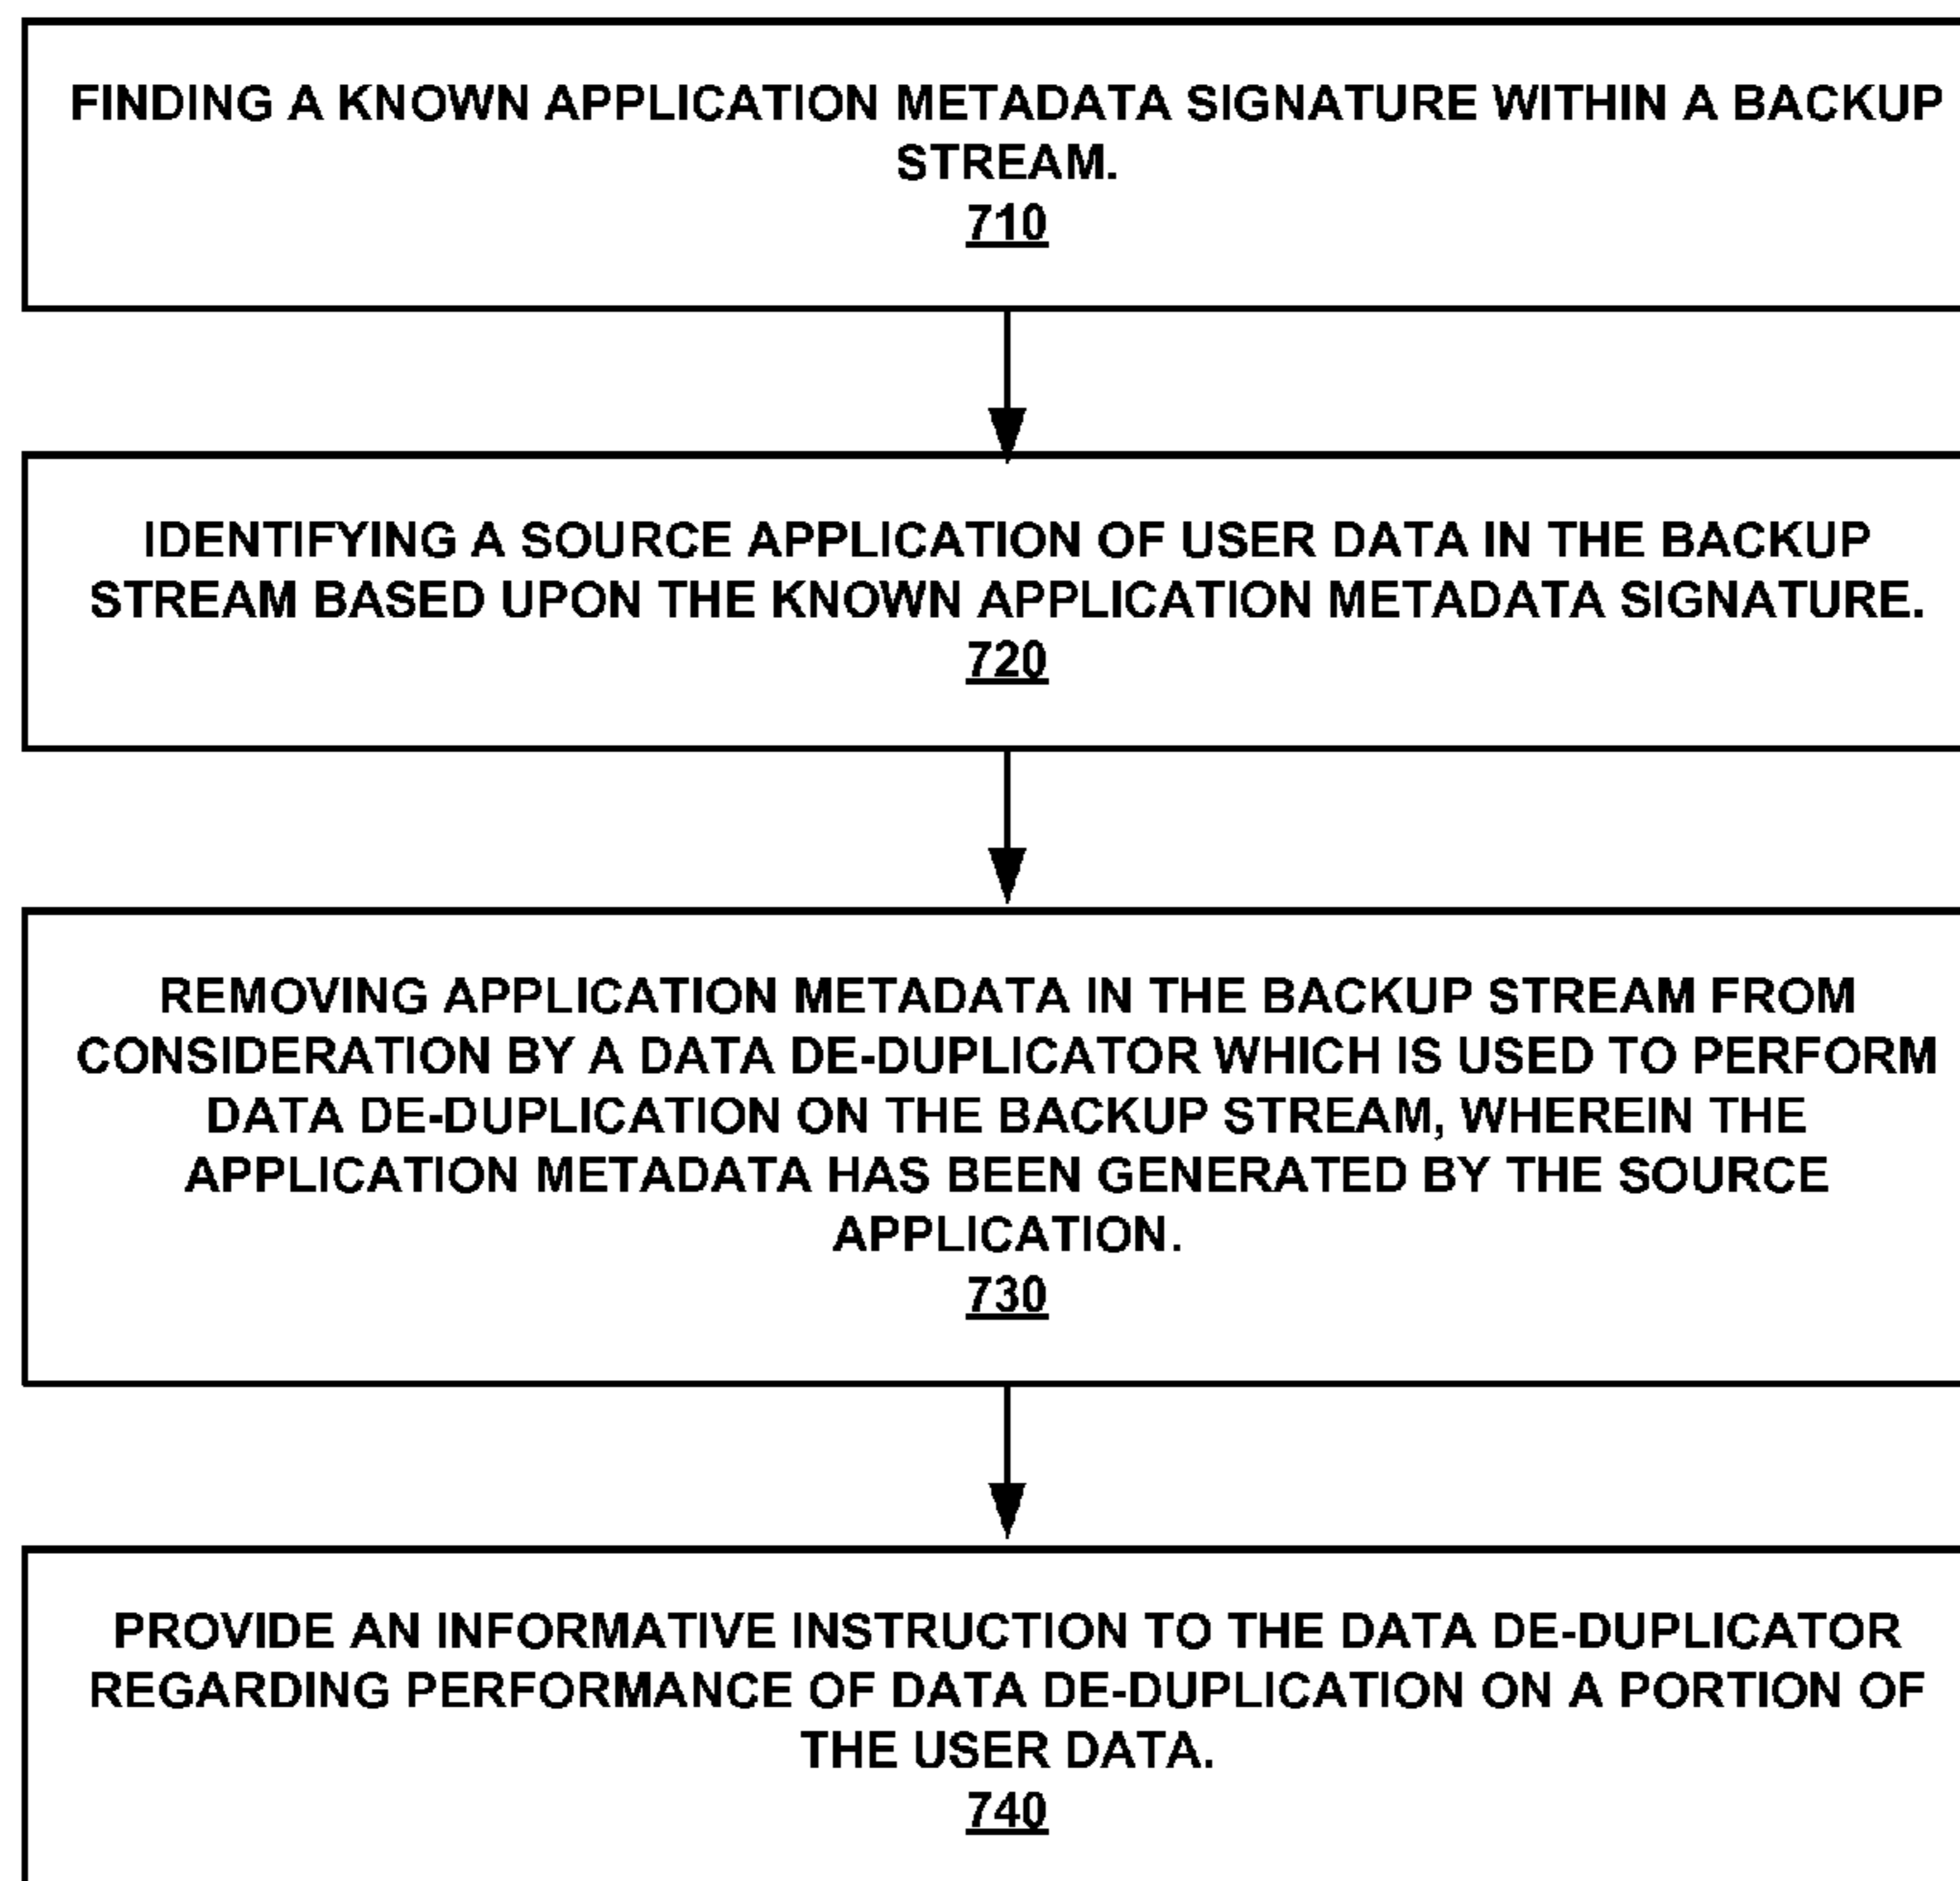 FINDING A KNOWN APPLICATION METADATA SIGNATURE WITHIN A BACKUP
STREAM.
710
IDENTIFYING A SOURCE APPLICATION OF USER DATA IN THE BACKUP
STREAM BASED UPON THE KNOWN APPLICATION METADATA SIGNATURE.
720
REMOVING APPLICATION METADATA IN THE BACKUP STREAM FROM
CONSIDERATION BY A DATA DE-DUPLICATOR WHICH IS USED TO PERFORM
DATA DE-DUPLICATION ON THE BACKUP STREAM, WHEREIN THE
APPLICATION METADATA HAS BEEN GENERATED BY THE SOURCE
APPLICATION.
730
PROVIDE AN INFORMATIVE INSTRUCTION TO THE DATA DE-DUPLICATOR
REGARDING PERFORMANCE OF DATA DE-DUPLICATION ON A PORTION OF
THE USER DATA.
740